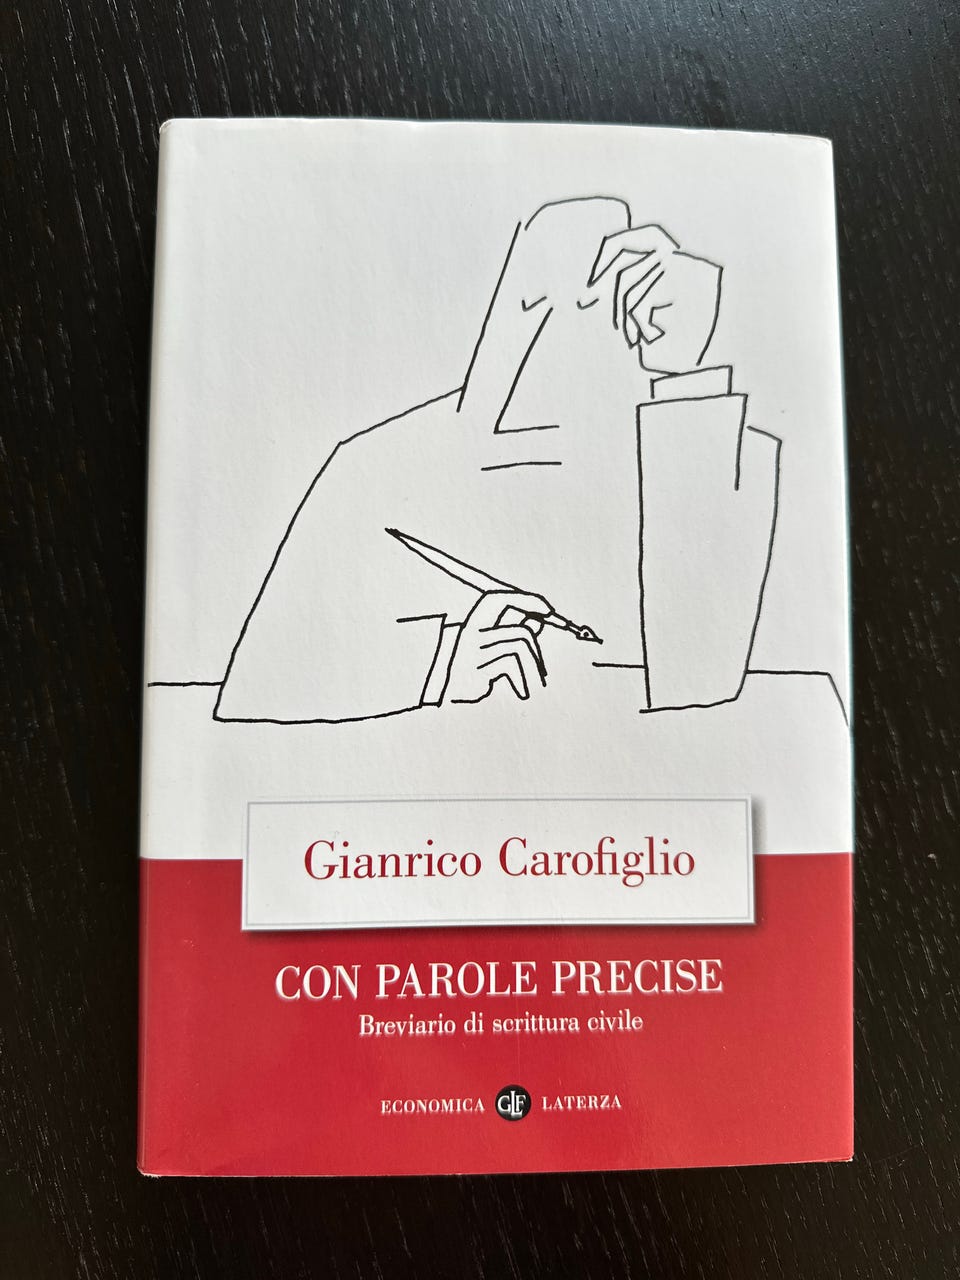 Gianrico Carofiglio
CON PAROLE PRECISE
Breviario di scrittura civile
ECONOMICA GLF LATERZA